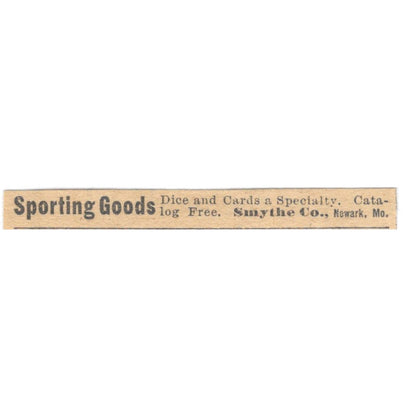 Sporting Goods Dice and Cards a Specialty. Cata-
log Free. Smythe Co., Newark, Mo.